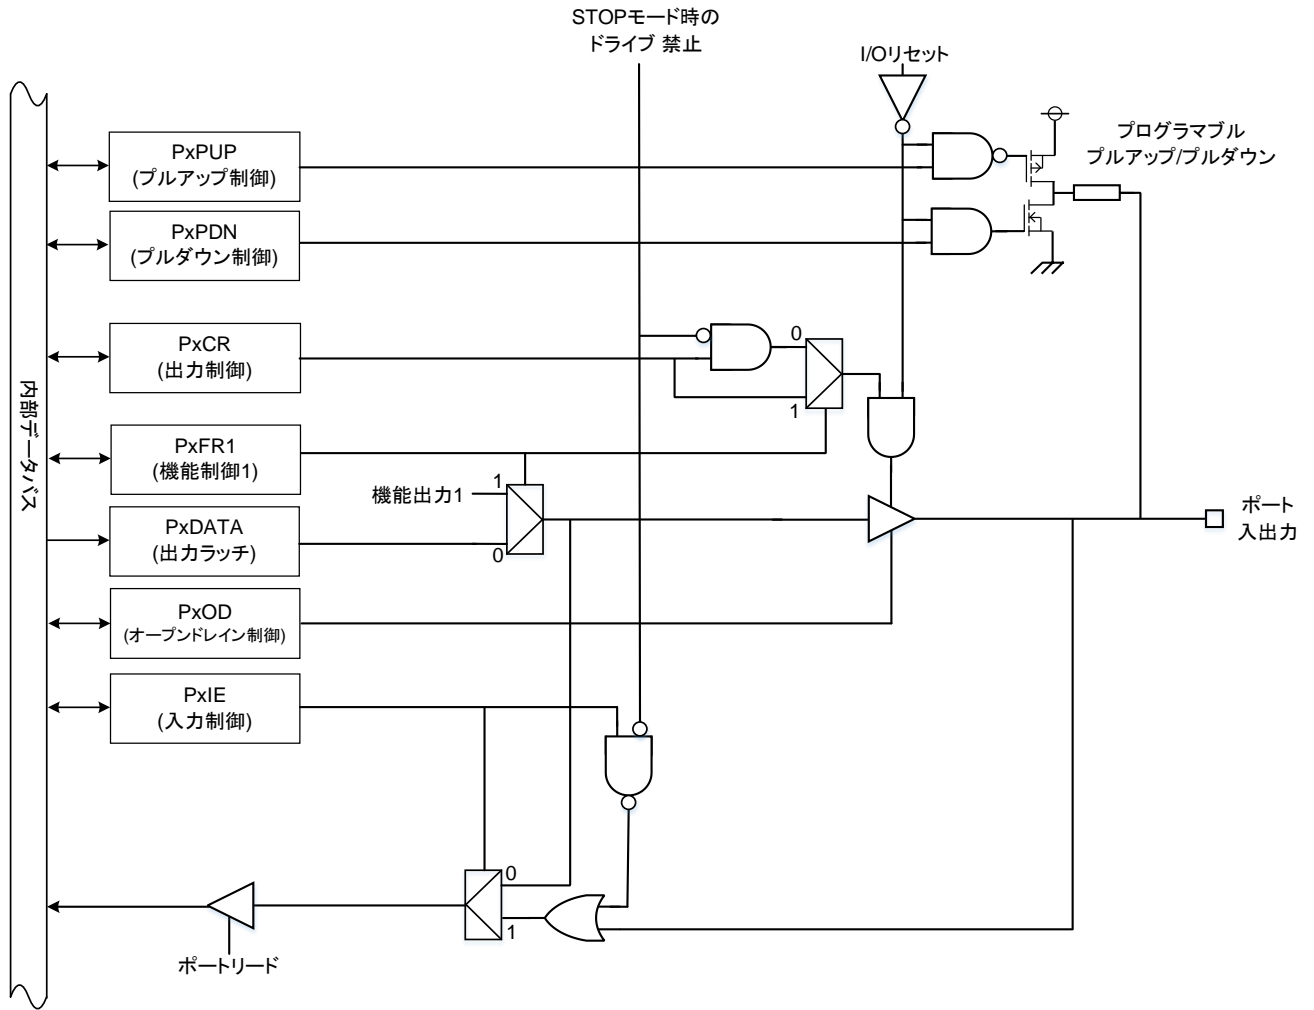 STOPモード時の
ドライブ 禁止
I/Oリセット
プログラマブル
プルアップ/プルダウン
PxPUP
(プルアップ制御)
PxPDN
(プルダウン制御)
PxCR
(出力制御)
0
1
内部データバス
PxFR1
(機能制御1)
機能出力1
1
0
PxDATA
(出力ラッチ)
ポート
入出力
PxOD
(オープンドレイン制御)
PxIE
(入力制御)
0
1
ポートリード